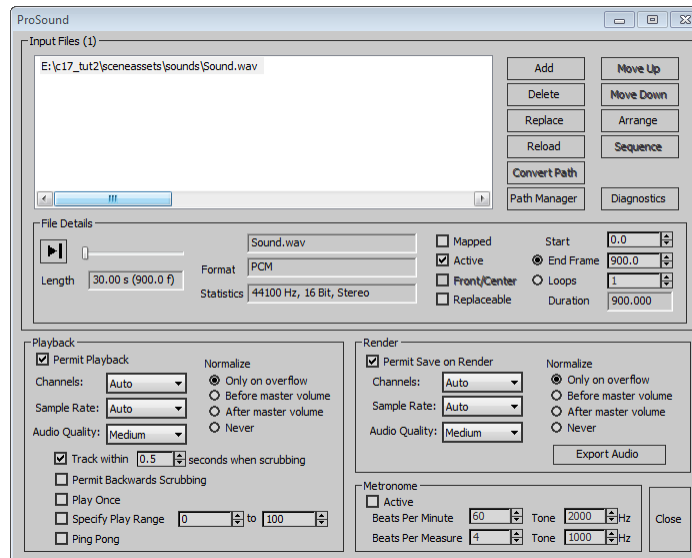 ProSound
Input Files (1)
E:\c17_tut2\sceneassets\sounds\Sound.wav
Add Move Up
Delete Move Down
Replace Arrange
Reload Sequence
Convert Path
Path Manager Diagnostics
File Details
Sound.wav Mapped Start 0.0
Format PCM Active End Frame 900.0
Length 30.00 s (900.0 f) Front/Center Loops 1
Statistics 44100 Hz, 16 Bit, Stereo Replaceable Duration 900.000
Playback
Permit Playback Normalize
Channels: Auto Only on overflow
Before master volume
Sample Rate: Auto After master volume
Audio Quality: Medium Never
Track within 0.5 seconds when scrubbing
Permit Backwards Scrubbing
Play Once
Specify Play Range 0 to 100
Ping Pong
Render
Permit Save on Render Normalize
Channels: Auto Only on overflow
Before master volume
Sample Rate: Auto After master volume
Audio Quality: Medium Never
Export Audio
Metronome
Active
Beats Per Minute 60 Tone 2000 Hz
Beats Per Measure 4 Tone 1000 Hz
Close